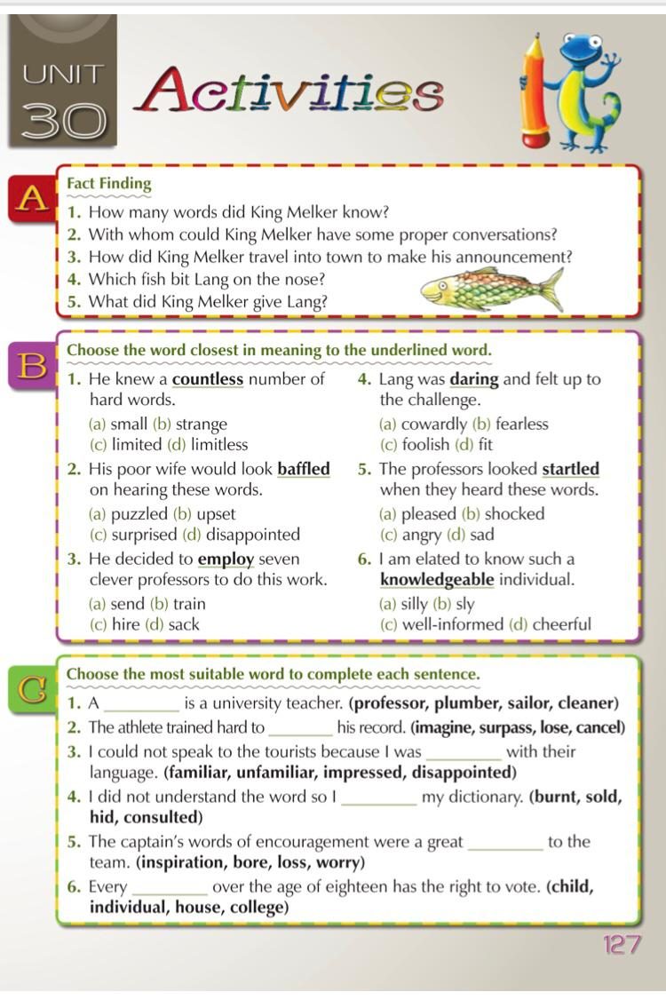 UNIT
30
Activities
A
Fact Finding
1. How many words did King Melker know?
2. With whom could King Melker have some proper conversations?
3. How did King Melker travel into town to make his announcement?
4. Which fish bit Lang on the nose?
5. What did King Melker give Lang?
B
Choose the word closest in meaning to the underlined word.
1. He knew a countless number of
hard words.
(a) small (b) strange
(c) limited (d) limitless
2. His poor wife would look baffled
on hearing these words.
(a) puzzled (b) upset
(c) surprised (d) disappointed
3. He decided to employ seven
clever professors to do this work.
(a) send (b) train
(c) hire (d) sack
4. Lang was daring and felt up to
the challenge.
(a) cowardly (b) fearless
(c) foolish (d) fit
5. The professors looked startled
when they heard these words.
(a) pleased (b) shocked
(c) angry (d) sad
6. I am elated to know such a
knowledgeable individual.
(a) silly (b) sly
(c) well-informed (d) cheerful
C
Choose the most suitable word to complete each sentence.
1. A ________ is a university teacher. (professor, plumber, sailor, cleaner)
2. The athlete trained hard to _______ his record. (imagine, surpass, lose, cancel)
3. I could not speak to the tourists because I was ________ with their
language. (familiar, unfamiliar, impressed, disappointed)
4. I did not understand the word so I ________ my dictionary. (burnt, sold,
hid, consulted)
5. The captain's words of encouragement were a great ________ to the
team. (inspiration, bore, loss, worry)
6. Every ________ over the age of eighteen has the right to vote. (child,
individual, house, college)
127